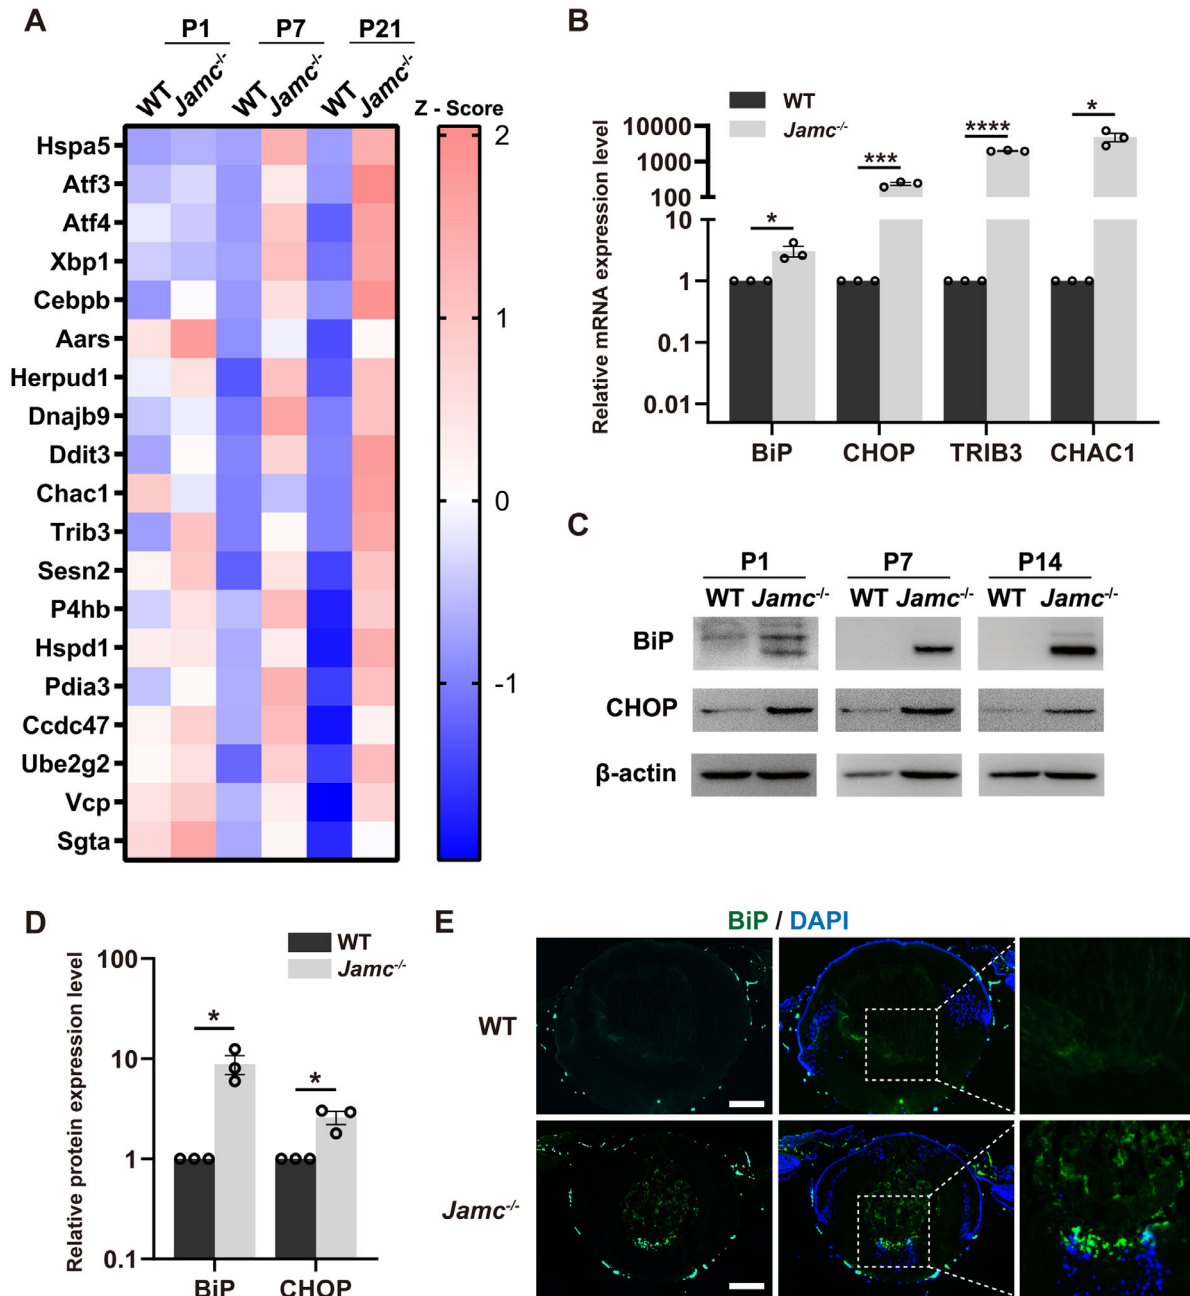 A
P1 P7 P21
WT Jamc-/- WT Jamc-/- WT Jamc-/-
Z - Score
Hspa5
Atf3
Atf4
Xbp1
Cebpb
Aars
Herpud1
Dnajb9
Ddit3
Chac1
Trib3
Sesn2
P4hb
Hspd1
Pdia3
Ccdc47
Ube2g2
Vcp
Sgta
2
1
0
-1
B
WT
Jamc-/-
Relative mRNA expression level
10000
1000
100
10
1
0.1
0.01
* *** **** *
BiP CHOP TRIB3 CHAC1
C
P1 P7 P14
WT Jamc-/- WT Jamc-/- WT Jamc-/-
BiP
CHOP
β-actin
D
WT
Jamc-/-
Relative protein expression level
100
10
1
0.1
* *
BiP CHOP
E
BiP / DAPI
WT
Jamc-/-